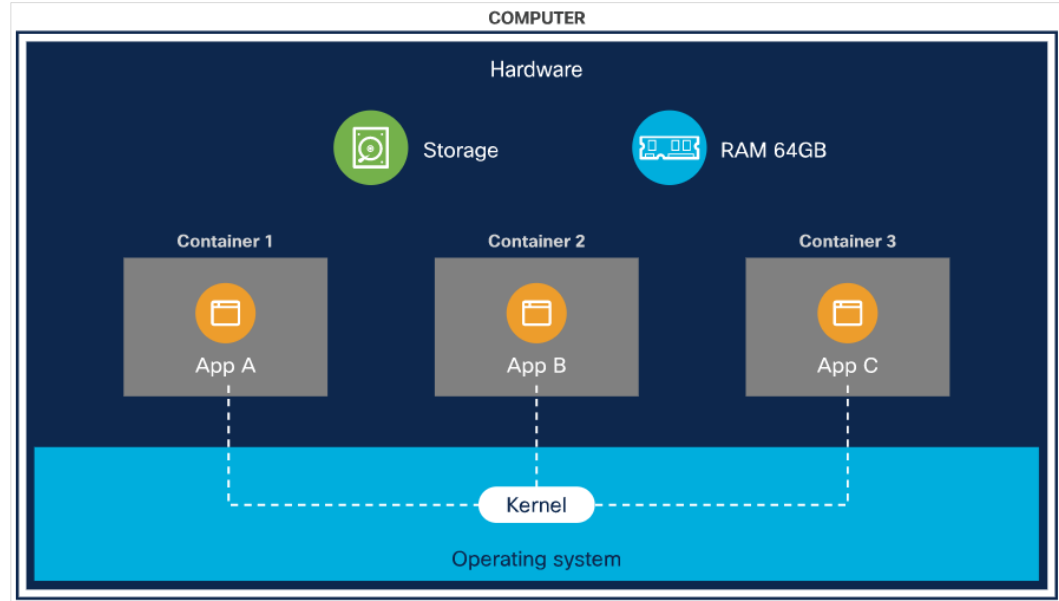 COMPUTER
Hardware
Storage
RAM 64GB
Container 1
Container 2
Container 3
App A
App B
App C
Kernel
Operating system